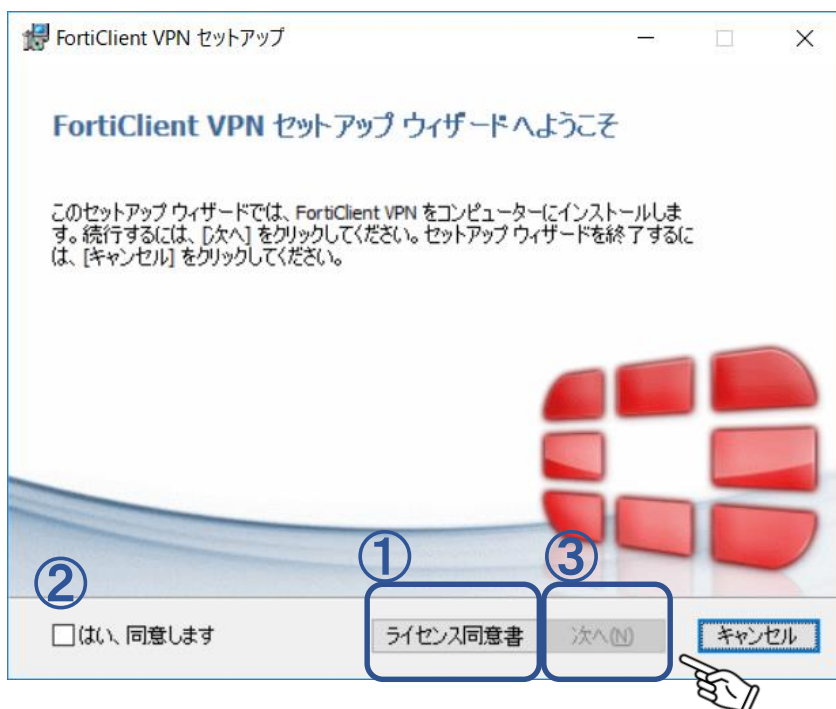 FortiClient VPN セットアップ
FortiClient VPN セットアップ ウィザードへようこそ
このセットアップ ウィザードでは、FortiClient VPN をコンピューターにインストールしま
す。続行するには、[次へ] をクリックしてください。セットアップ ウィザードを終了するに
は、[キャンセル] をクリックしてください。
① ③
②
はい、同意します ライセンス同意書 次へ(N) キャンセル